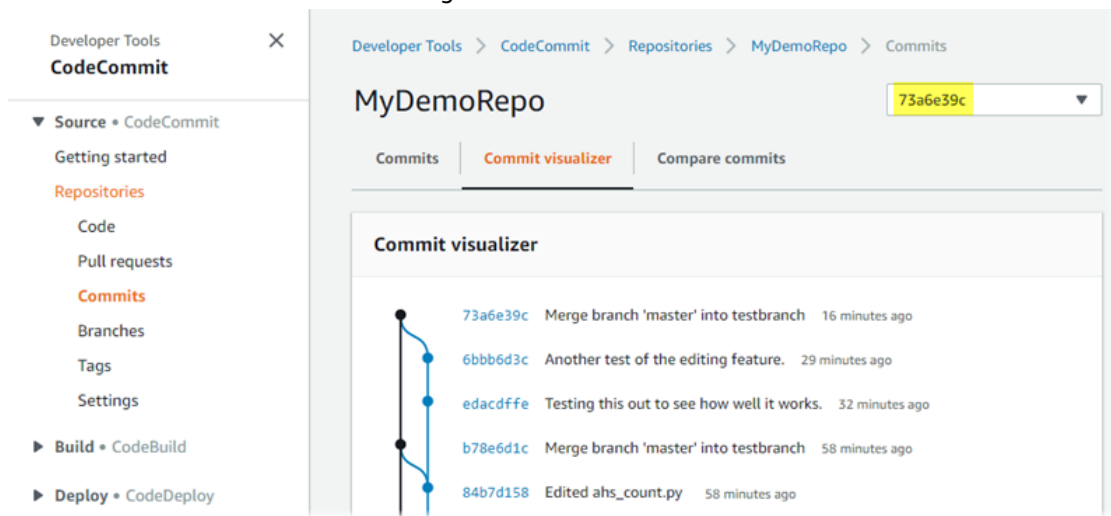 Developer Tools
CodeCommit
Source • CodeCommit
Getting started
Repositories
Code
Pull requests
Commits
Branches
Tags
Settings
Build • CodeBuild
Deploy • CodeDeploy
Developer Tools > CodeCommit > Repositories > MyDemoRepo > Commits
MyDemoRepo
73a6e39c
Commits Commit visualizer Compare commits
Commit visualizer
73a6e39c Merge branch 'master' into testbranch 16 minutes ago
6bbb6d3c Another test of the editing feature. 29 minutes ago
edacdffe Testing this out to see how well it works. 32 minutes ago
b78e6d1c Merge branch 'master' into testbranch 58 minutes ago
84b7d158 Edited ahs_count.py 58 minutes ago